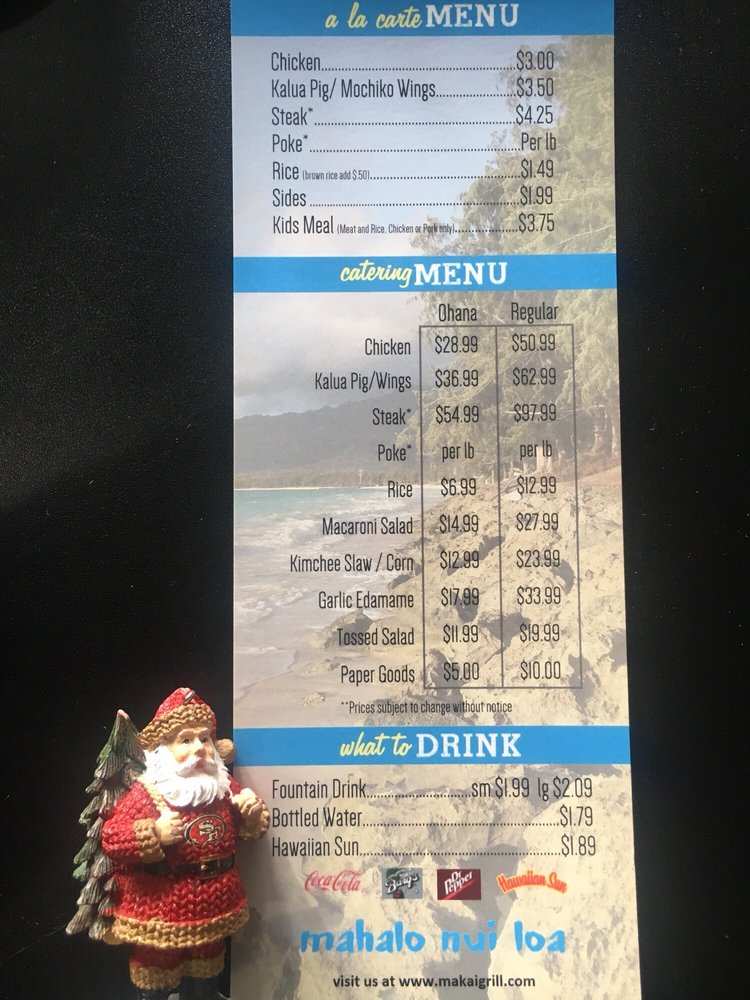 a la carte MENU
Chicken..............................................$3.00
Kalua Pig/ Mochiko Wings....................$3.50
Steak*................................................$4.25
Poke*..................................................Per lb
Rice (brown rice add $.50)......................................$1.49
Sides ..................................................$1.99
Kids Meal (Meat and Rice, Chicken or Pork only)................$3.75
catering MENU
Ohana Regular
Chicken $28.99 $50.99
Kalua Pig/Wings $36.99 $62.99
Steak* $54.99 $97.99
Poke* per lb per lb
Rice $6.99 $12.99
Macaroni Salad $14.99 $27.99
Kimchee Slaw / Corn $12.99 $23.99
Garlic Edamame $17.99 $33.99
Tossed Salad $11.99 $19.99
Paper Goods $5.00 $10.00
**Prices subject to change without notice
what to DRINK
Fountain Drink.........................sm $1.99 lg $2.09
Bottled Water..............................................$1.79
Hawaiian Sun..............................................$1.89
Coca-Cola Barq's Dr Pepper Hawaiian Sun
mahalo nui loa
visit us at www.makaigrill.com
SF